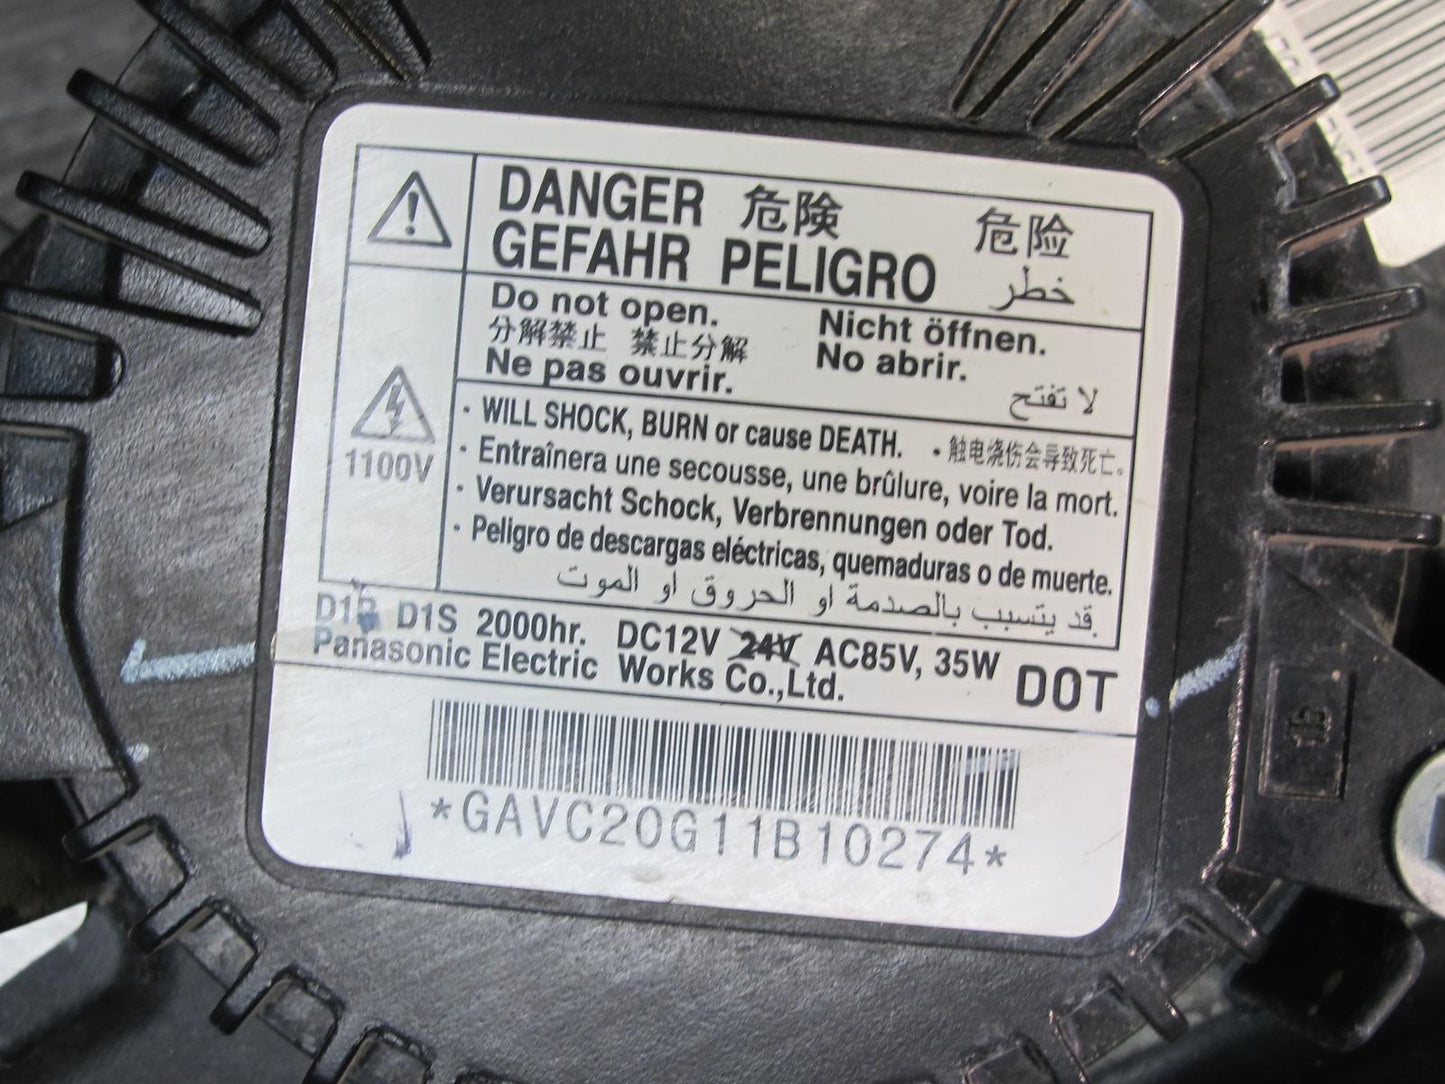 DANGER 危険 危险
GEFAHR PELIGRO خطر
Do not open. Nicht öffnen.
分解禁止 禁止分解 No abrir.
Ne pas ouvrir. لا تفتح
1100V
· WILL SHOCK, BURN or cause DEATH. · 触电烧伤会导致死亡。
· Entraînera une secousse, une brûlure, voire la mort.
· Verursacht Schock, Verbrennungen oder Tod.
· Peligro de descargas eléctricas, quemaduras o de muerte.
قد يتسبب بالصدمة او الحروق او الموت
D1R D1S 2000hr. DC12V 24V AC85V, 35W DOT
Panasonic Electric Works Co.,Ltd.
*GAVC20G11B10274*